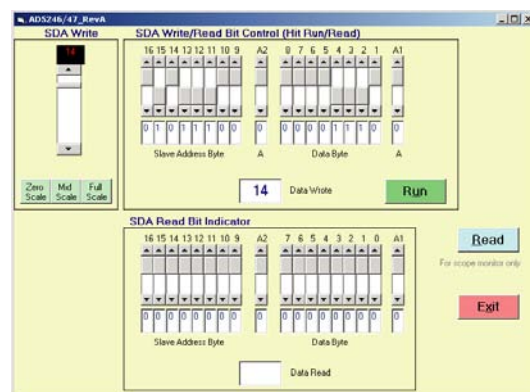 AD5246/47_RevA
SDA Write
SDA Write/Read Bit Control (Hit Run/Read)
14
16 15 14 13 12 11 10 9 A2 8 7 6 5 4 3 2 1 A1
0 1 0 1 1 1 0 0 0 0 0 0 0 1 1 1 0 0
Slave Address Byte A Data Byte A
Zero Scale
Mid Scale
Full Scale
14 Data Wrote
Run
SDA Read Bit Indicator
16 15 14 13 12 11 10 9 A2 7 6 5 4 3 2 1 0 A1
0 0 0 0 0 0 0 0 0 0 0 0 0 0 0 0 0 0
Slave Address Byte Data Byte
Data Read
Read
For scope monitor only
Exit